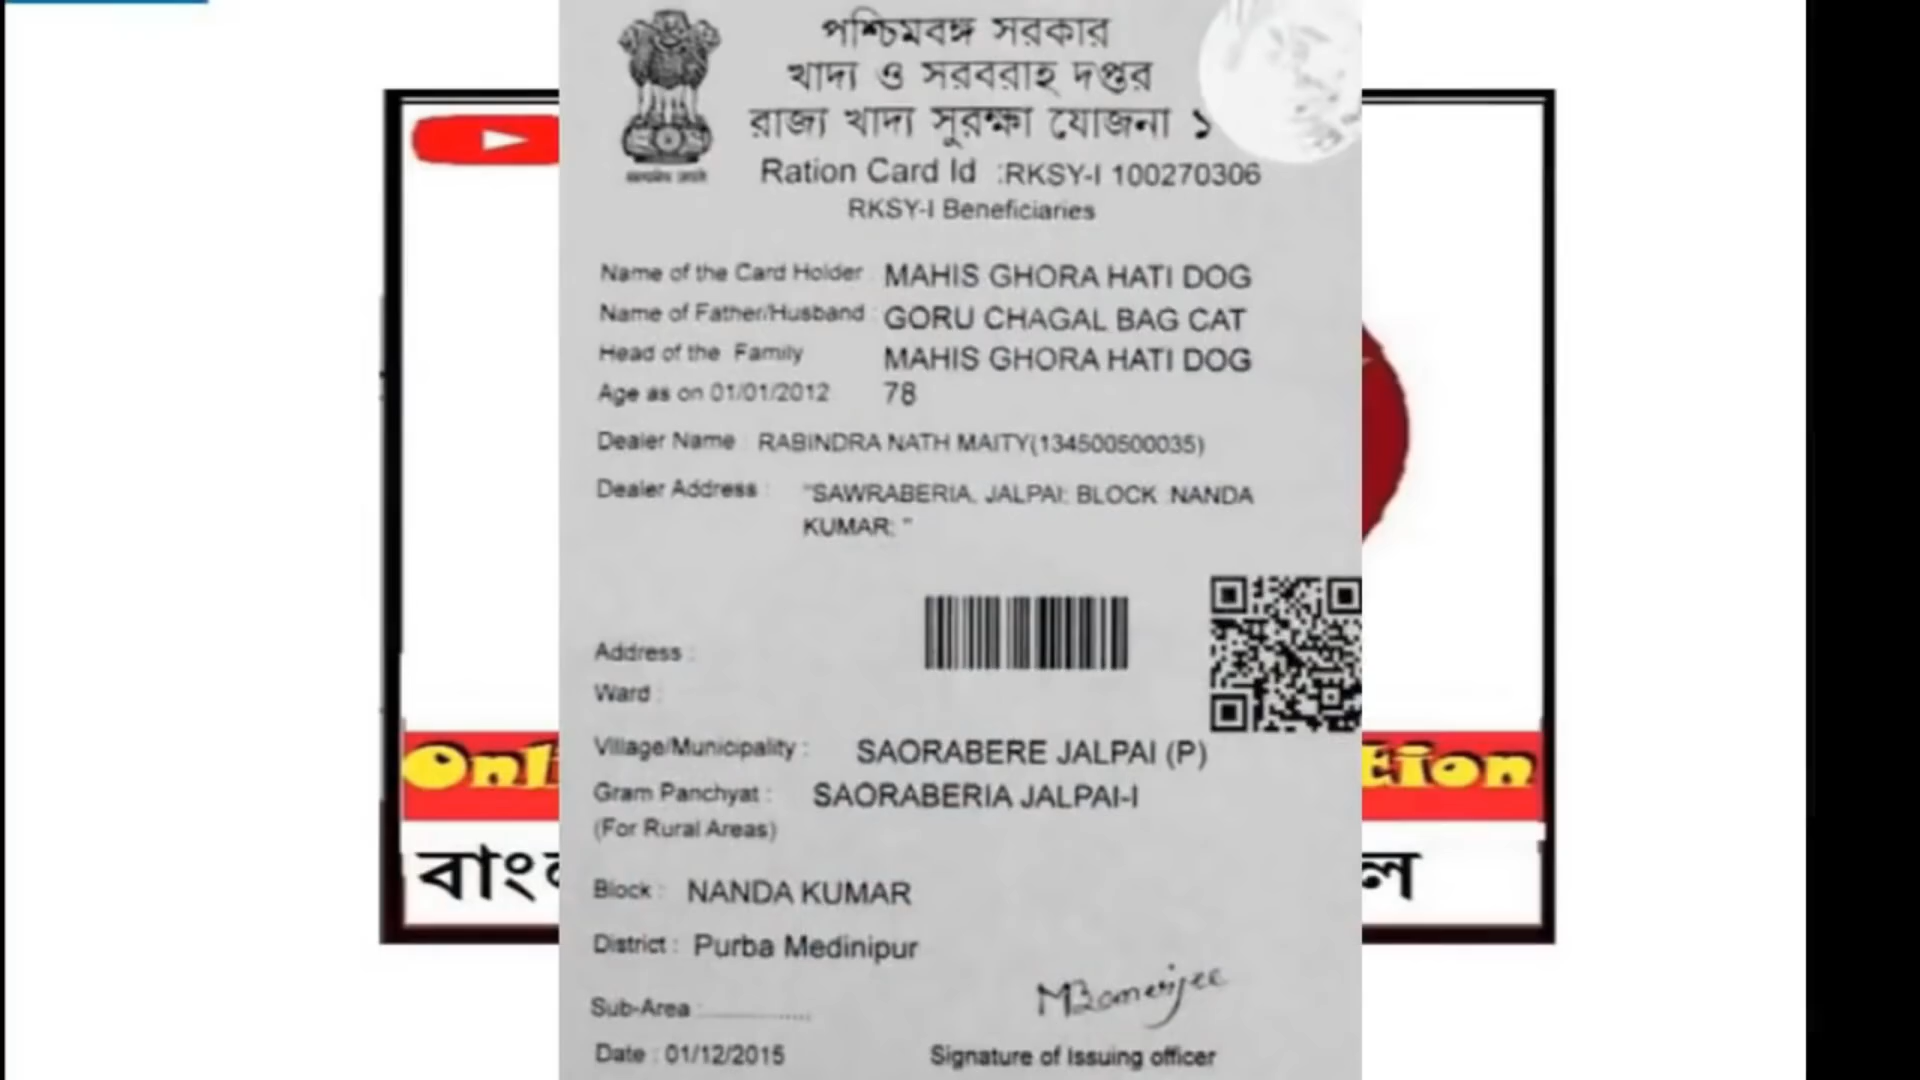 পশ্চিমবঙ্গ সরকার
খাদ্য ও সরবরাহ দপ্তর
রাজ্য খাদ্য সুরক্ষা যোজনা ১
Ration Card Id :RKSY-I 100270306
RKSY-I Beneficiaries
Name of the Card Holder : MAHIS GHORA HATI DOG
Name of Father/Husband : GORU CHAGAL BAG CAT
Head of the Family MAHIS GHORA HATI DOG
Age as on 01/01/2012 78
Dealer Name : RABINDRA NATH MAITY(134500500035)
Dealer Address : "SAWRABERIA, JALPAI; BLOCK :NANDA
KUMAR; "
Address :
Ward :
Village/Municipality : SAORABERE JALPAI (P)
Gram Panchyat : SAORABERIA JALPAI-I
(For Rural Areas)
Block : NANDA KUMAR
District : Purba Medinipur
Sub-Area
MBanerjee
Date : 01/12/2015 Signature of Issuing officer